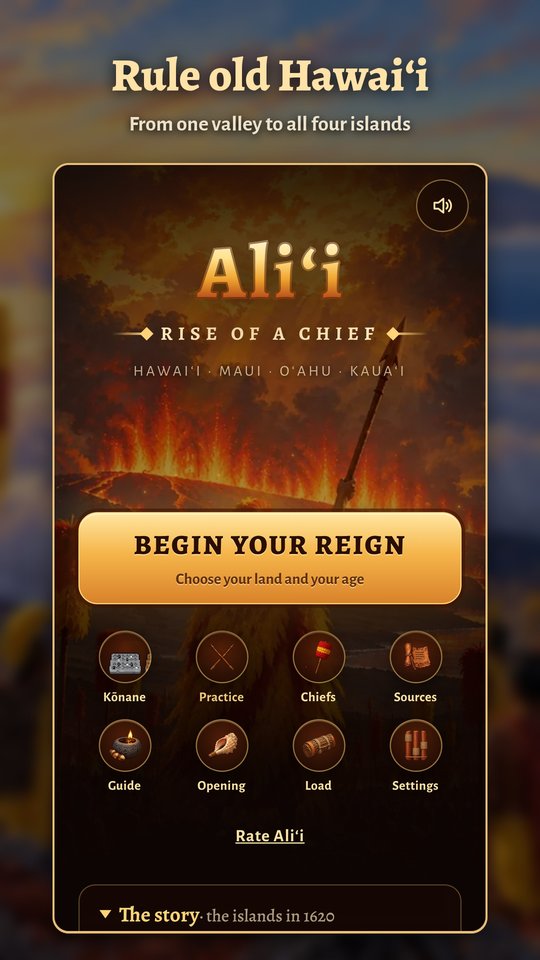 Rule old Hawaiʻi
From one valley to all four islands
Aliʻi
RISE OF A CHIEF
HAWAIʻI · MAUI · OʻAHU · KAUAʻI
BEGIN YOUR REIGN
Choose your land and your age
Kōnane Practice Chiefs Sources
Guide Opening Load Settings
Rate Aliʻi
The story · the islands in 1620